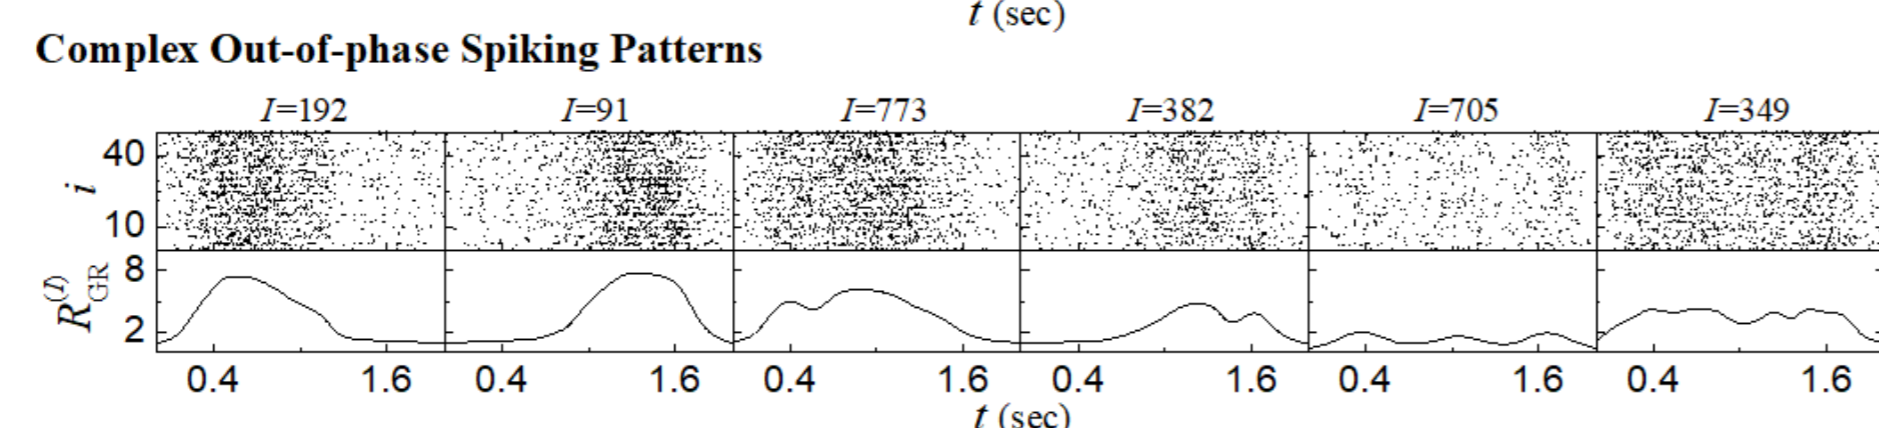 t (sec)
Complex Out-of-phase Spiking Patterns
I=192 I=91 I=773 I=382 I=705 I=349
40
i
10
8
R_GR^(I)
2
0.4 1.6 0.4 1.6 0.4 1.6 0.4 1.6 0.4 1.6 0.4 1.6
t (sec)